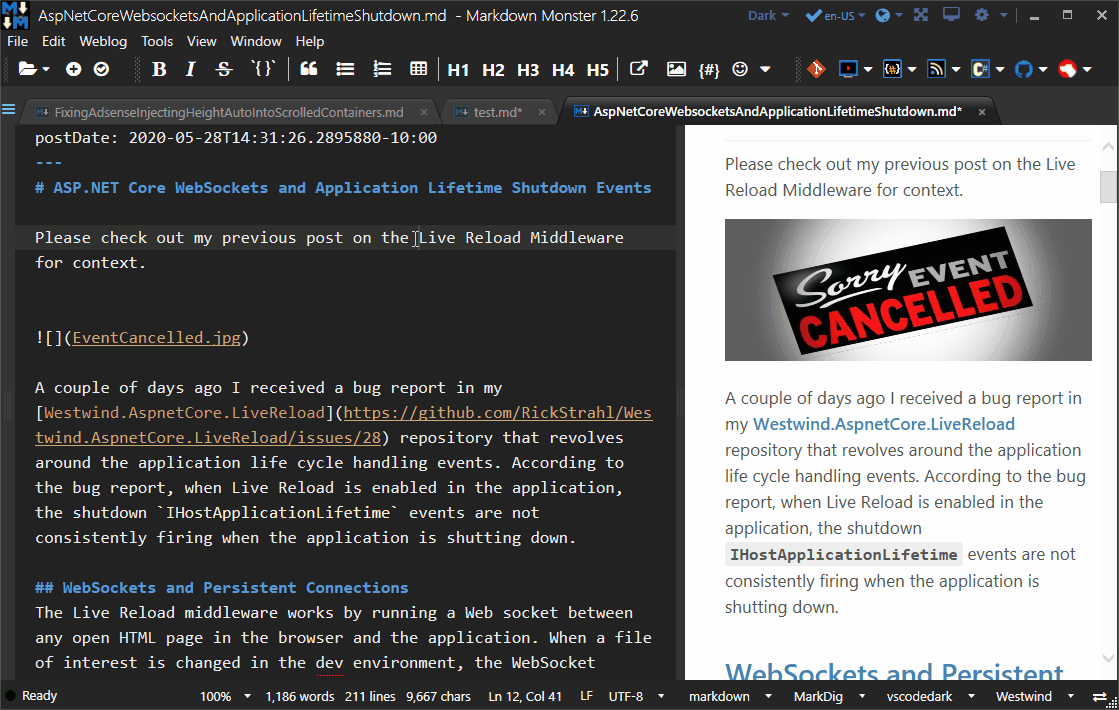 AspNetCoreWebsocketsAndApplicationLifetimeShutdown.md - Markdown Monster 1.22.6
Dark
en-US
File Edit Weblog Tools View Window Help
B I S `{}` H1 H2 H3 H4 H5 {#}
FixingAdsenseInjectingHeightAutoIntoScrolledContainers.md
test.md*
AspNetCoreWebsocketsAndApplicationLifetimeShutdown.md*
postDate: 2020-05-28T14:31:26.2895880-10:00
---
# ASP.NET Core WebSockets and Application Lifetime Shutdown Events
Please check out my previous post on the Live Reload Middleware
for context.
![](EventCancelled.jpg)
A couple of days ago I received a bug report in my
[Westwind.AspnetCore.LiveReload](https://github.com/RickStrahl/Wes
twind.AspnetCore.LiveReload/issues/28) repository that revolves
around the application life cycle handling events. According to
the bug report, when Live Reload is enabled in the application,
the shutdown `IHostApplicationLifetime` events are not
consistently firing when the application is shutting down.
## WebSockets and Persistent Connections
The Live Reload middleware works by running a Web socket between
any open HTML page in the browser and the application. When a file
of interest is changed in the dev environment, the WebSocket
Please check out my previous post on the Live
Reload Middleware for context.
Sorry EVENT
CANCELLED
A couple of days ago I received a bug report in
my Westwind.AspnetCore.LiveReload
repository that revolves around the application
life cycle handling events. According to the bug
report, when Live Reload is enabled in the
application, the shutdown
IHostApplicationLifetime events are not
consistently firing when the application is
shutting down.
WebSockets and Persistent
Ready
100%
1,186 words 211 lines 9,667 chars
Ln 12, Col 41
LF
UTF-8
markdown
MarkDig
vscodedark
Westwind